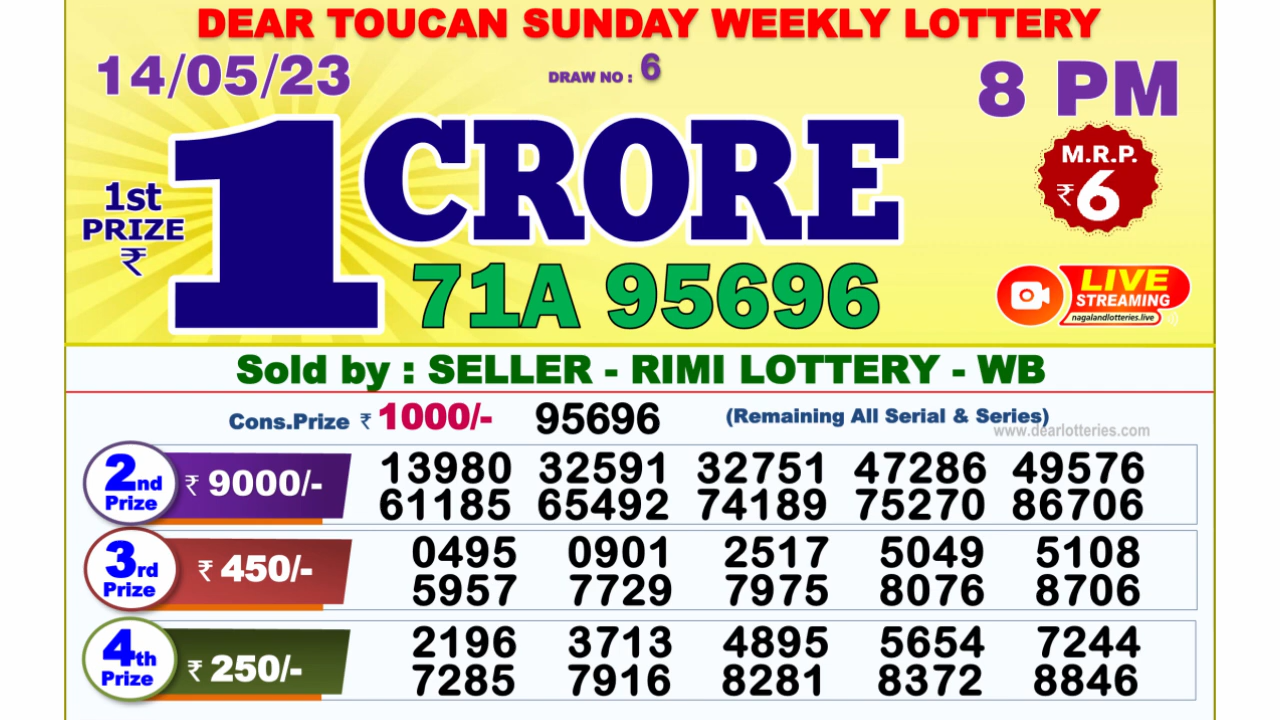 DEAR TOUCAN SUNDAY WEEKLY LOTTERY
14/05/23 DRAW NO : 6 8 PM
1st PRIZE ₹ 1 CRORE
M.R.P. ₹ 6
71A 95696
LIVE STREAMING
nagalandlotteries.live
Sold by : SELLER - RIMI LOTTERY - WB
Cons.Prize ₹ 1000/- 95696 (Remaining All Serial & Series)
www.dearlotteries.com
2nd Prize ₹ 9000/-
13980 32591 32751 47286 49576
61185 65492 74189 75270 86706
3rd Prize ₹ 450/-
0495 0901 2517 5049 5108
5957 7729 7975 8076 8706
4th Prize ₹ 250/-
2196 3713 4895 5654 7244
7285 7916 8281 8372 8846